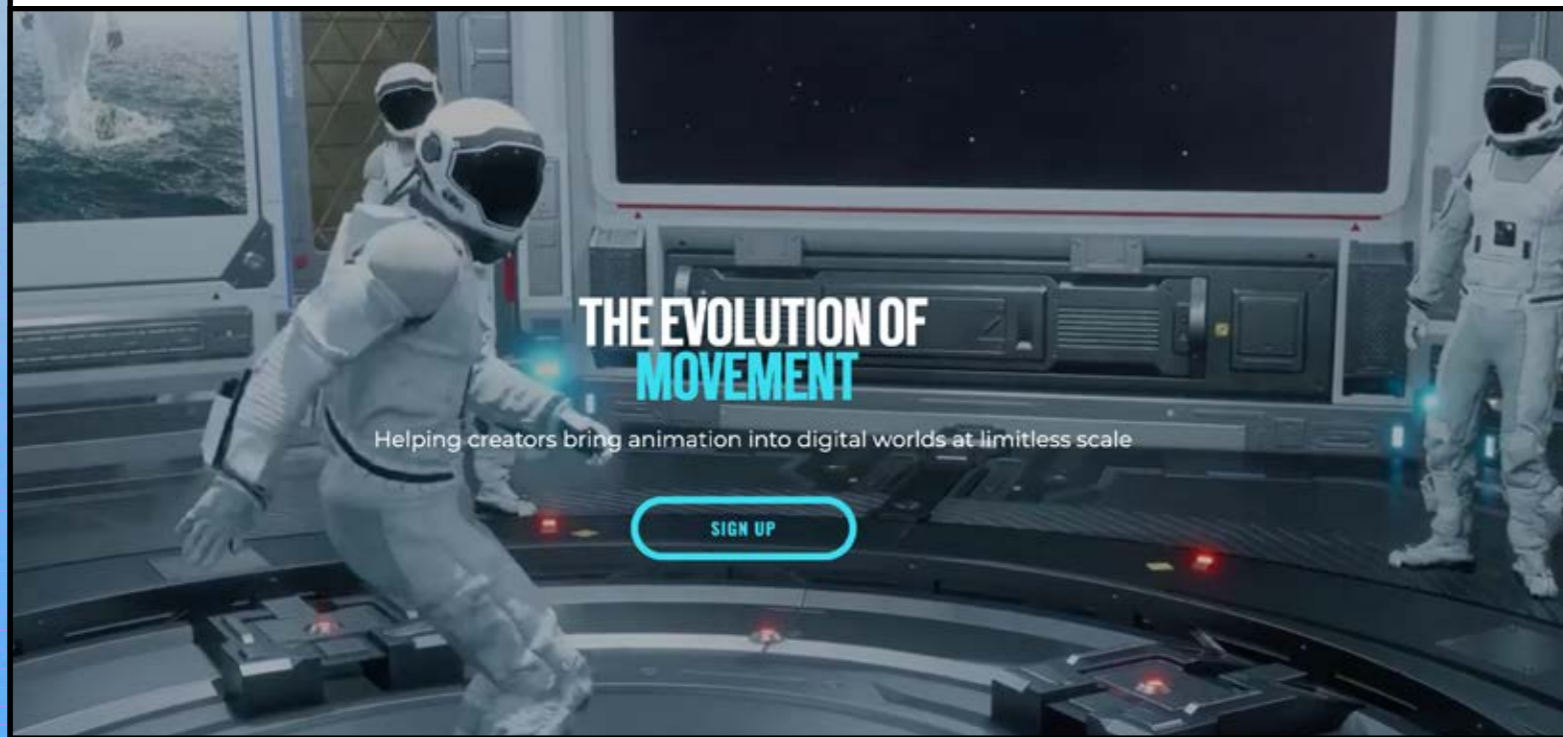 THE EVOLUTION OF
MOVEMENT
Helping creators bring animation into digital worlds at limitless scale
SIGN UP